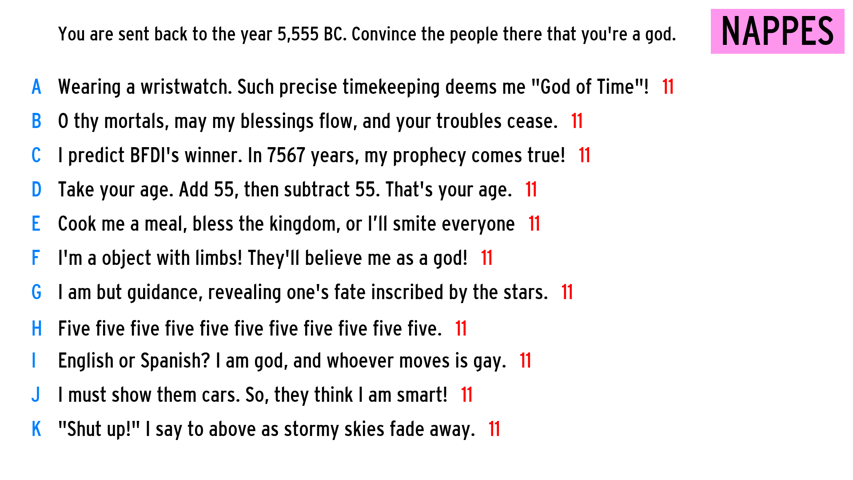 You are sent back to the year 5,555 BC. Convince the people there that you're a god.
NAPPES
A Wearing a wristwatch. Such precise timekeeping deems me "God of Time"! 11
B O thy mortals, may my blessings flow, and your troubles cease. 11
C I predict BFDI's winner. In 7567 years, my prophecy comes true! 11
D Take your age. Add 55, then subtract 55. That's your age. 11
E Cook me a meal, bless the kingdom, or I’ll smite everyone 11
F I'm a object with limbs! They'll believe me as a god! 11
G I am but guidance, revealing one's fate inscribed by the stars. 11
H Five five five five five five five five five five five. 11
I English or Spanish? I am god, and whoever moves is gay. 11
J I must show them cars. So, they think I am smart! 11
K "Shut up!" I say to above as stormy skies fade away. 11